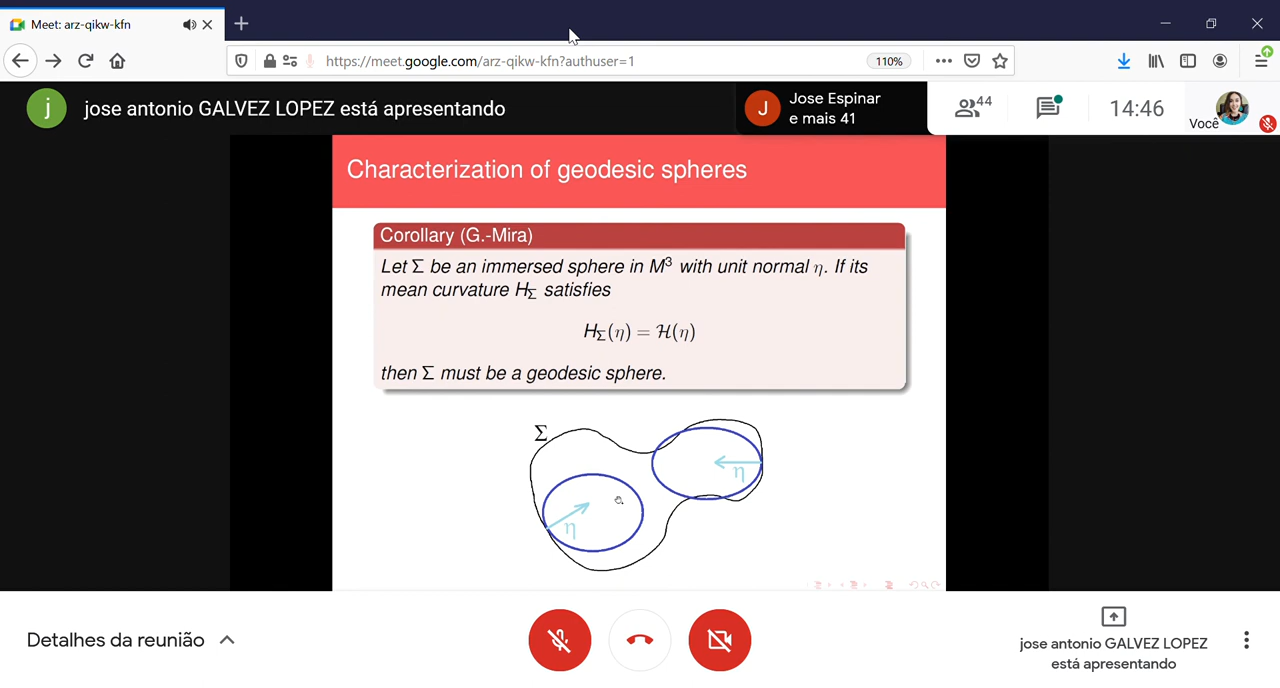 Meet: arz-qikw-kfn
https://meet.google.com/arz-qikw-kfn?authuser=1
110%
j
jose antonio GALVEZ LOPEZ está apresentando
J
Jose Espinar
e mais 41
44
14:46
Você
Characterization of geodesic spheres
Corollary (G.-Mira)
Let Σ be an immersed sphere in M³ with unit normal η. If its
mean curvature H_Σ satisfies
H_Σ(η) = ℋ(η)
then Σ must be a geodesic sphere.
Σ
η
η
Detalhes da reunião
jose antonio GALVEZ LOPEZ
está apresentando